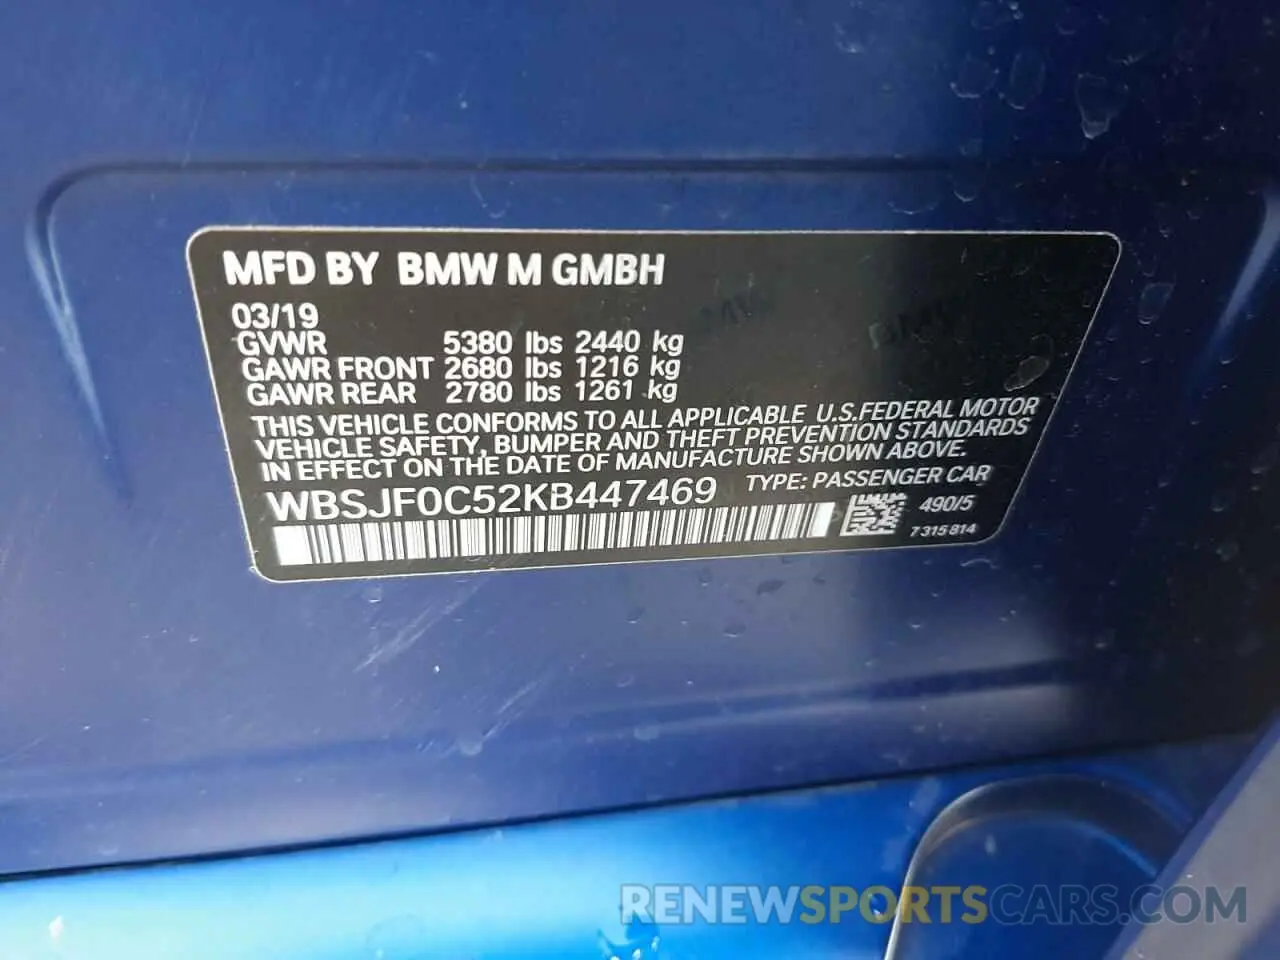 MFD BY BMW M GMBH
03/19
GVWR 5380 lbs 2440 kg
GAWR FRONT 2680 lbs 1216 kg
GAWR REAR 2780 lbs 1261 kg
THIS VEHICLE CONFORMS TO ALL APPLICABLE U.S.FEDERAL MOTOR
VEHICLE SAFETY, BUMPER AND THEFT PREVENTION STANDARDS
IN EFFECT ON THE DATE OF MANUFACTURE SHOWN ABOVE.
WBSJF0C52KB447469 TYPE: PASSENGER CAR
490/5
7 315 814
RENEWSPORTSCARS.COM